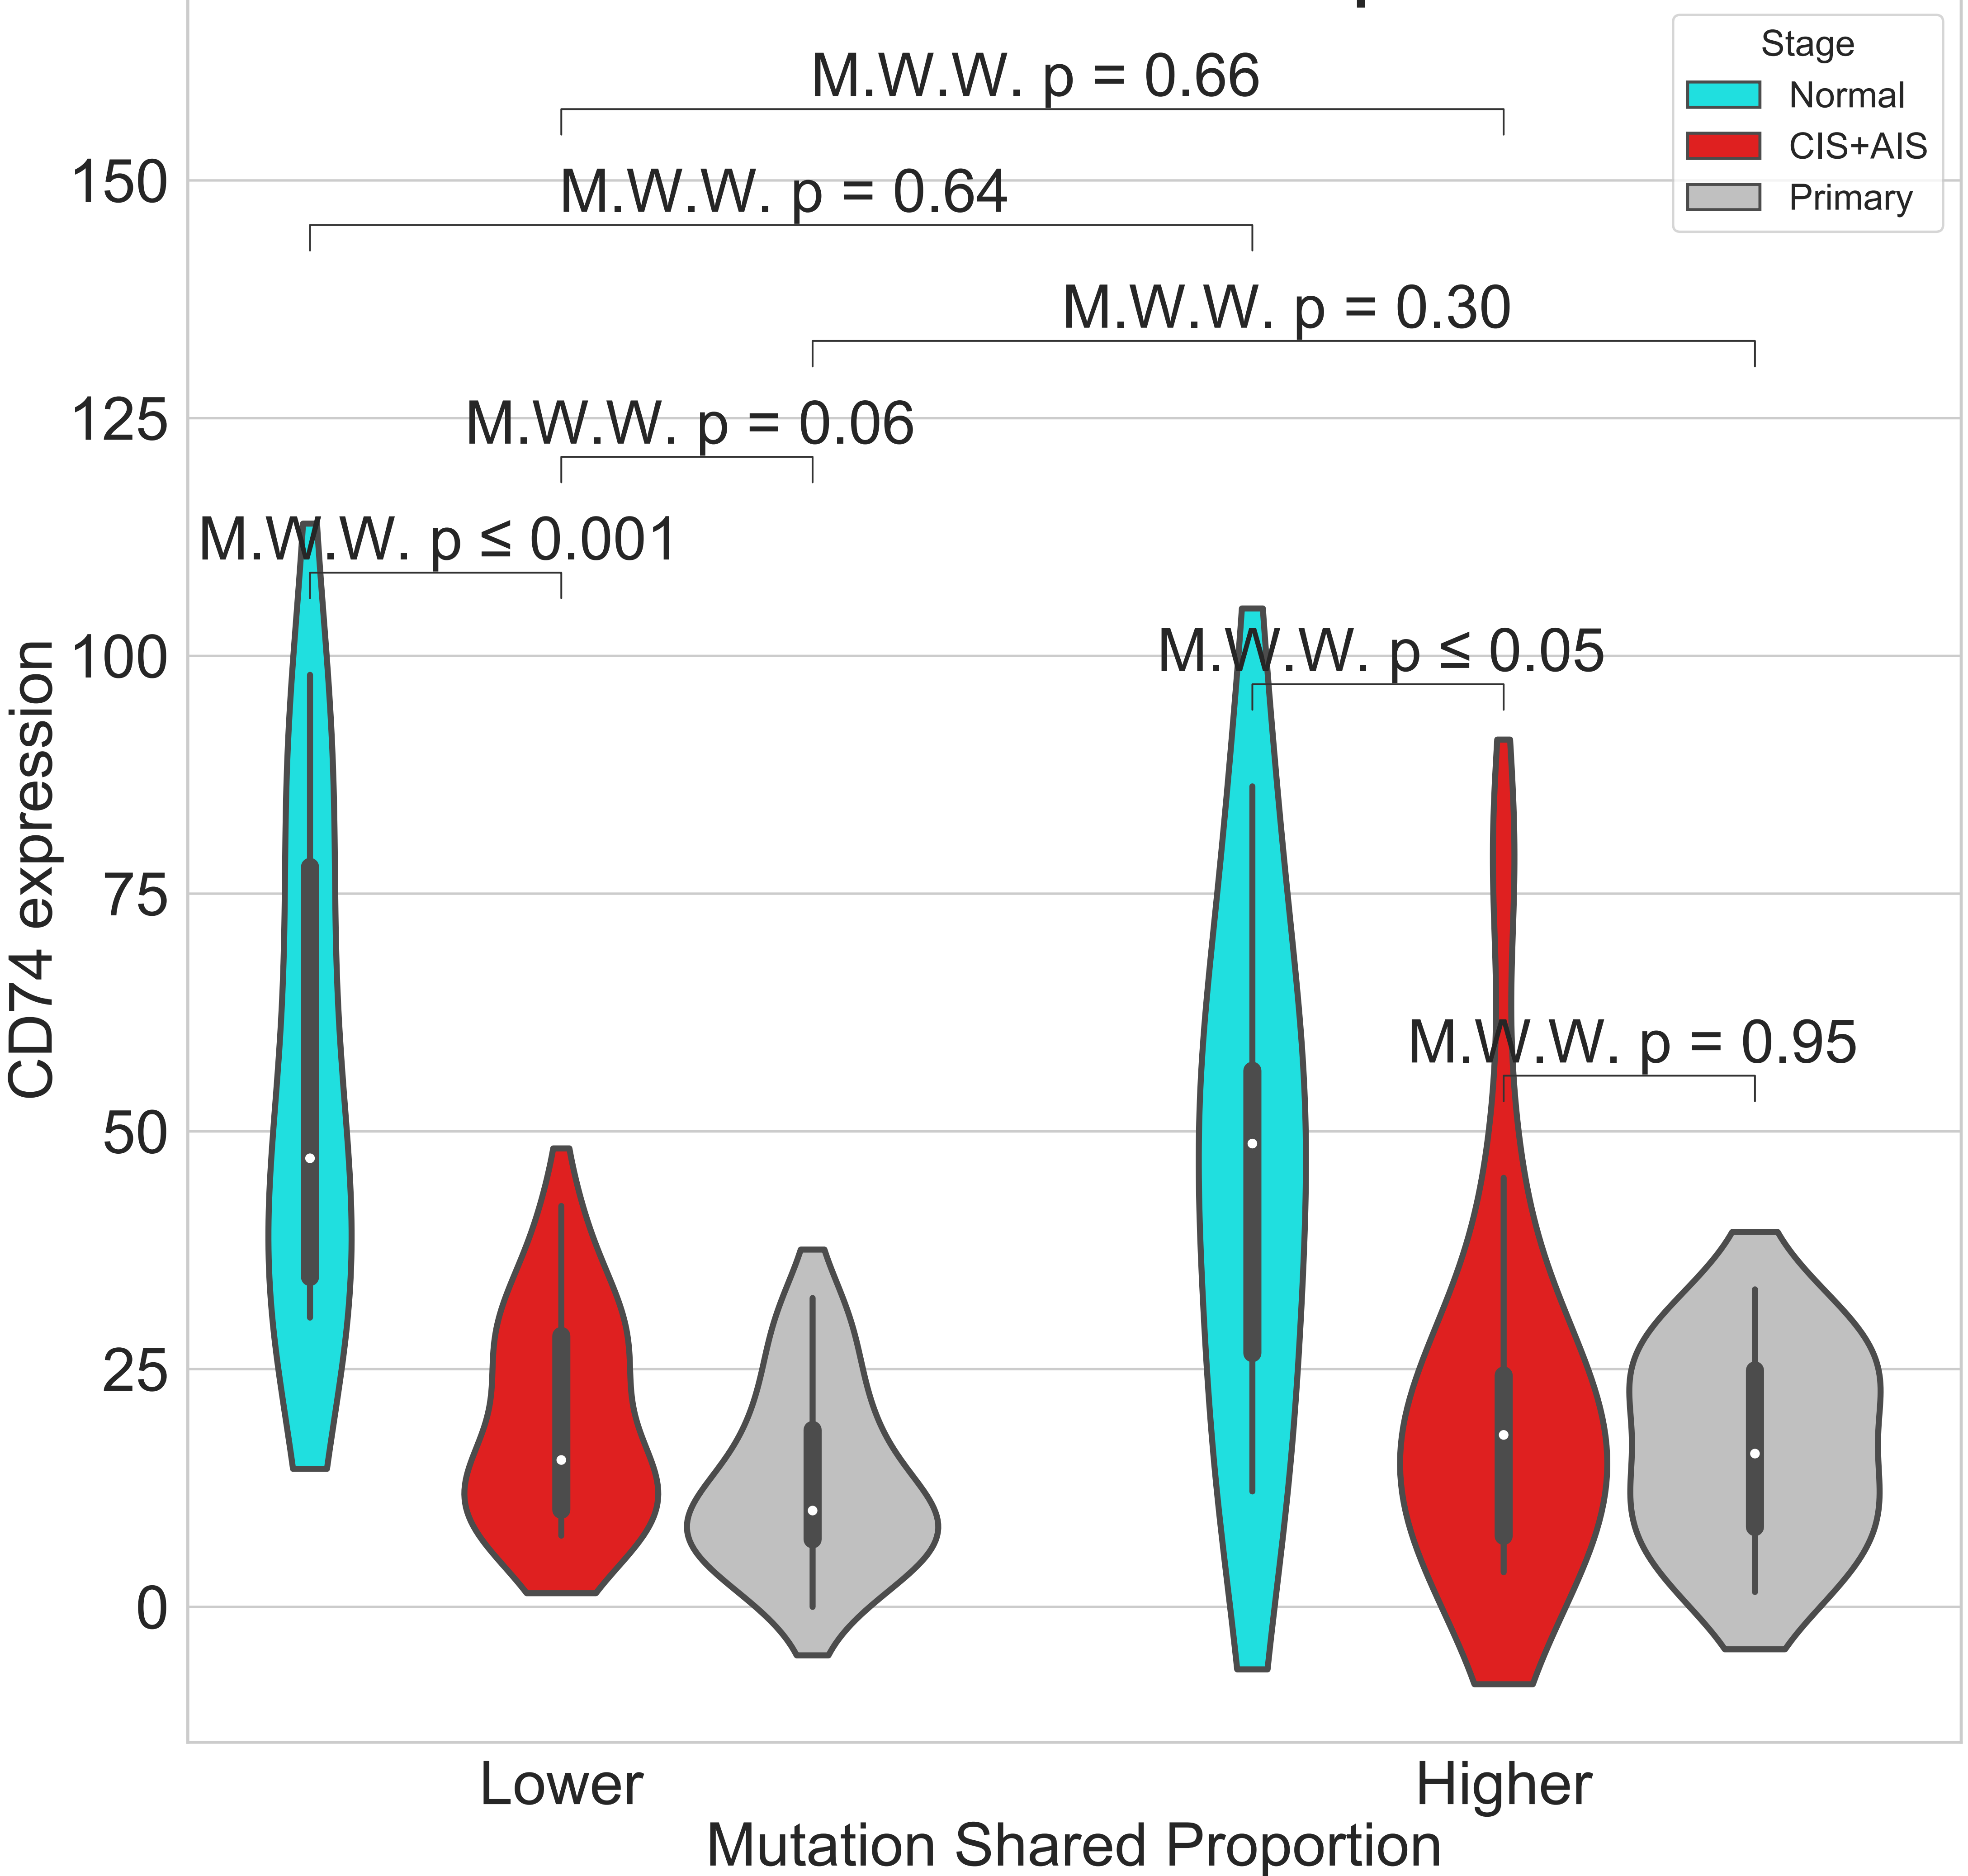 M.W.W. p = 0.66
M.W.W. p = 0.64
M.W.W. p = 0.30
M.W.W. p = 0.06
M.W.W. p ≤ 0.001
M.W.W. p ≤ 0.05
M.W.W. p = 0.95
Stage
Normal
CIS+AIS
Primary
CD74 expression
150
125
100
75
50
25
0
Lower
Higher
Mutation Shared Proportion